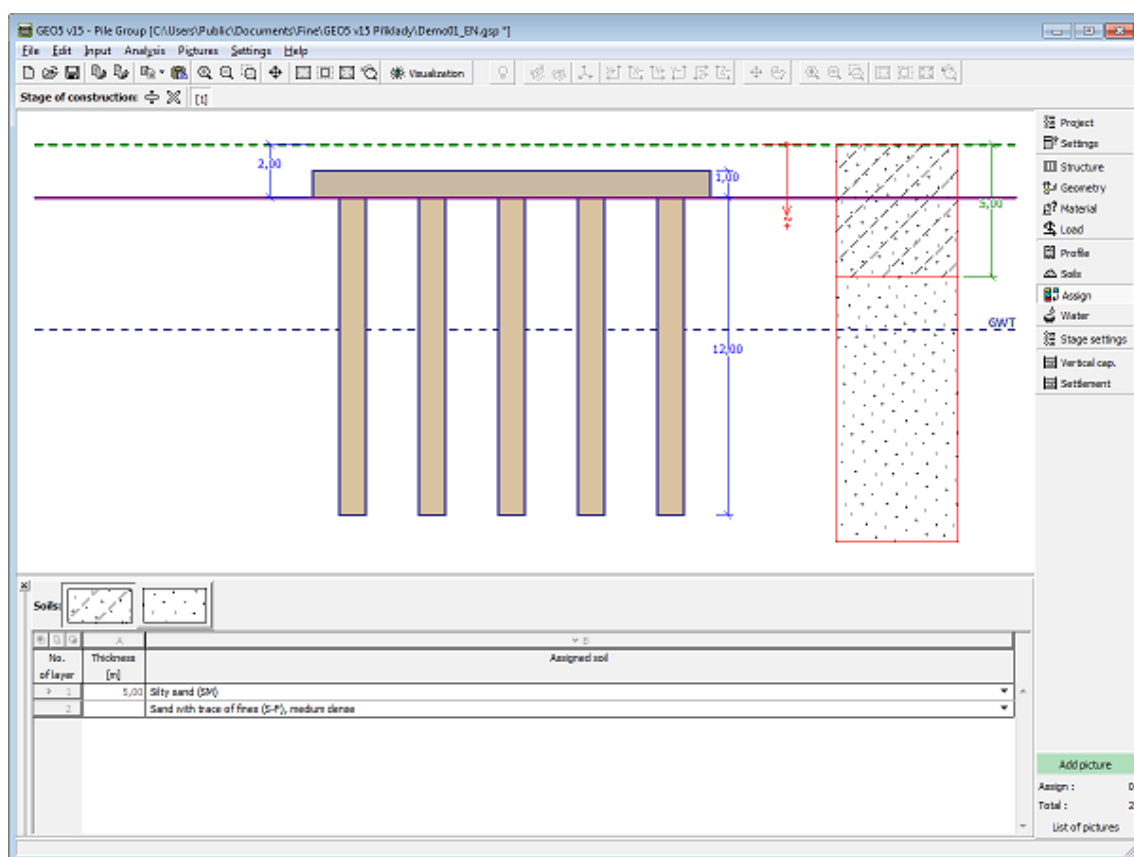 GEO5 v15 - Pile Group [C:\Users\Public\Documents\Fine\GEO5 v15 Příklady\Demo01_EN.gsp *]
File Edit Input Analysis Pictures Settings Help
Visualization
Stage of construction: [1]
2,00
1,00
+z
5,00
GWT
12,00
Project
Settings
Structure
Geometry
Material
Load
Profile
Soils
Assign
Water
Stage settings
Vertical cap.
Settlement
Soils:
A B
No.
of layer
Thickness
[m]
Assigned soil
> 1 5,00 Silty sand (SM)
2 Sand with trace of fines (S-F), medium dense
Add picture
Assign : 0
Total : 2
List of pictures